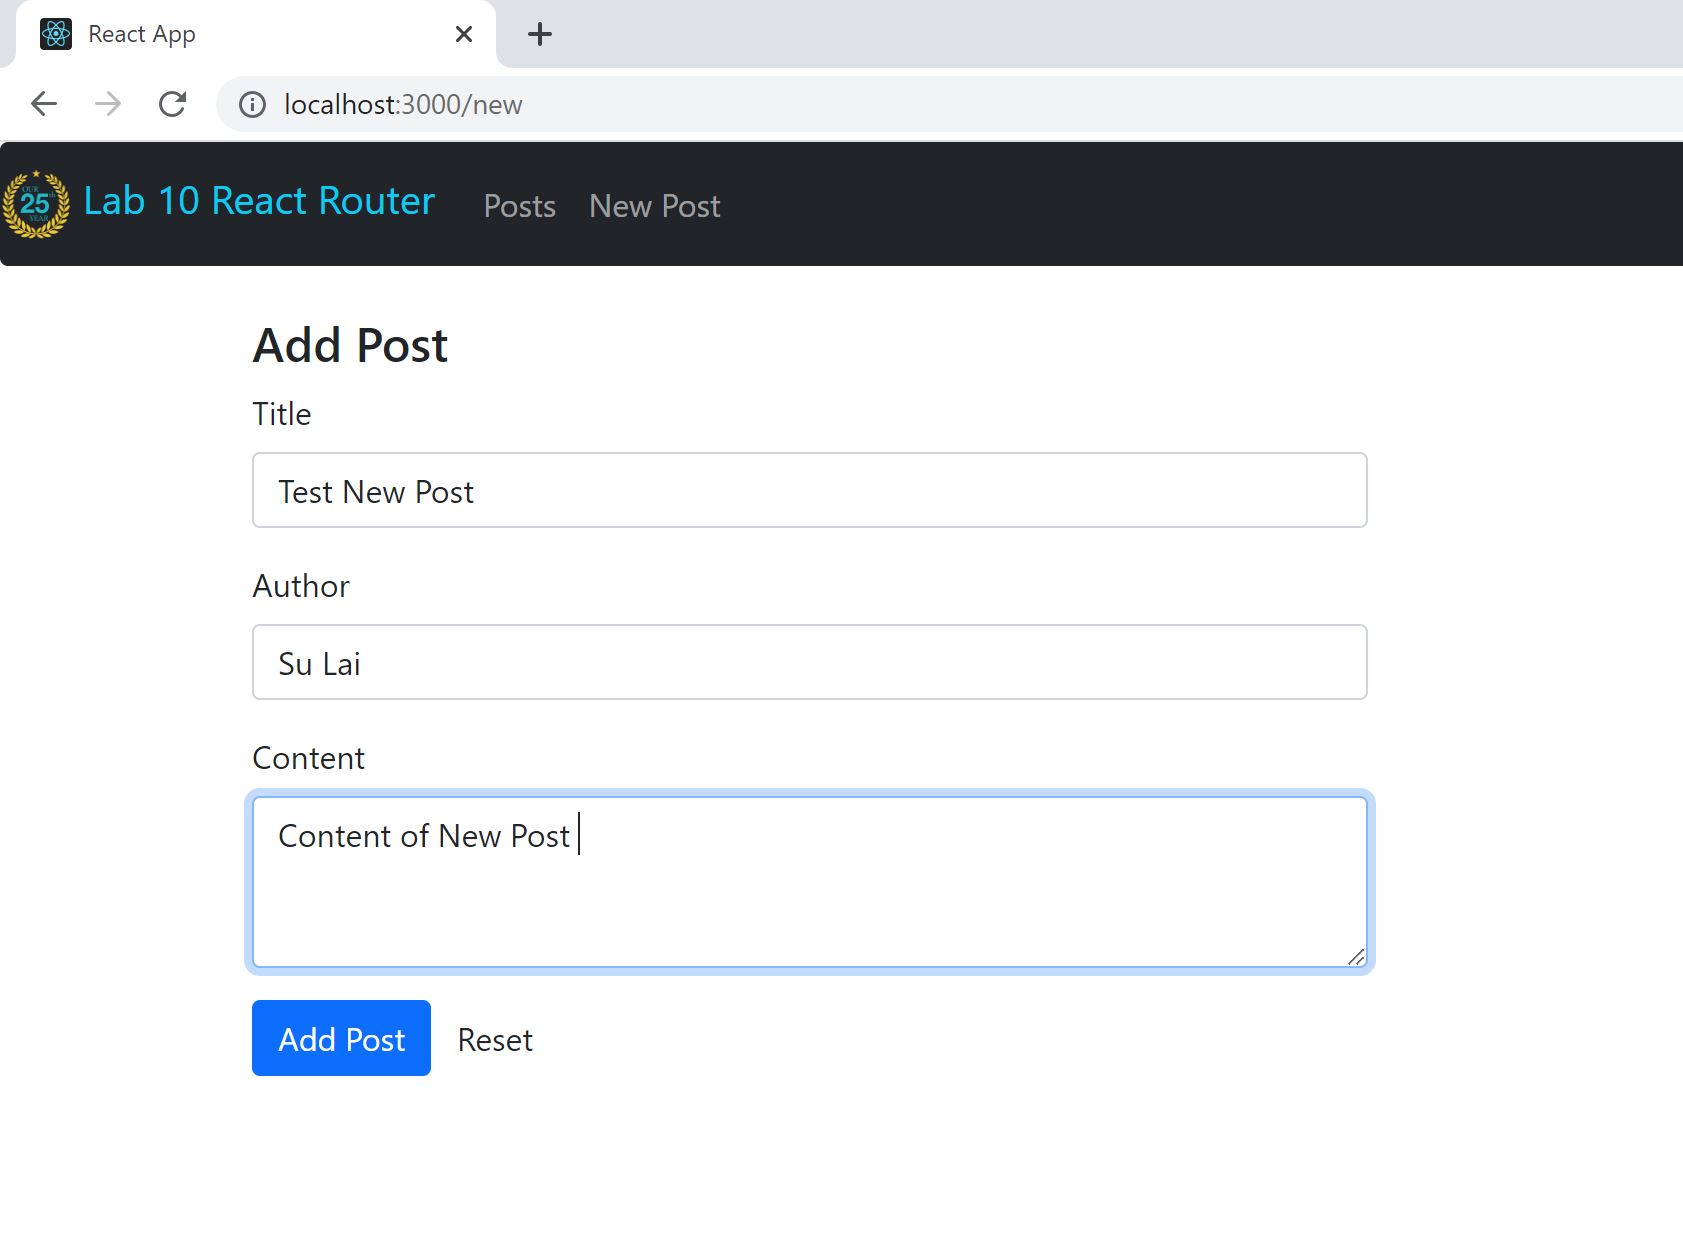 React App
localhost:3000/new
OUR
25th
YEAR
Lab 10 React Router Posts New Post
Add Post
Title
Test New Post
Author
Su Lai
Content
Content of New Post
Add Post Reset